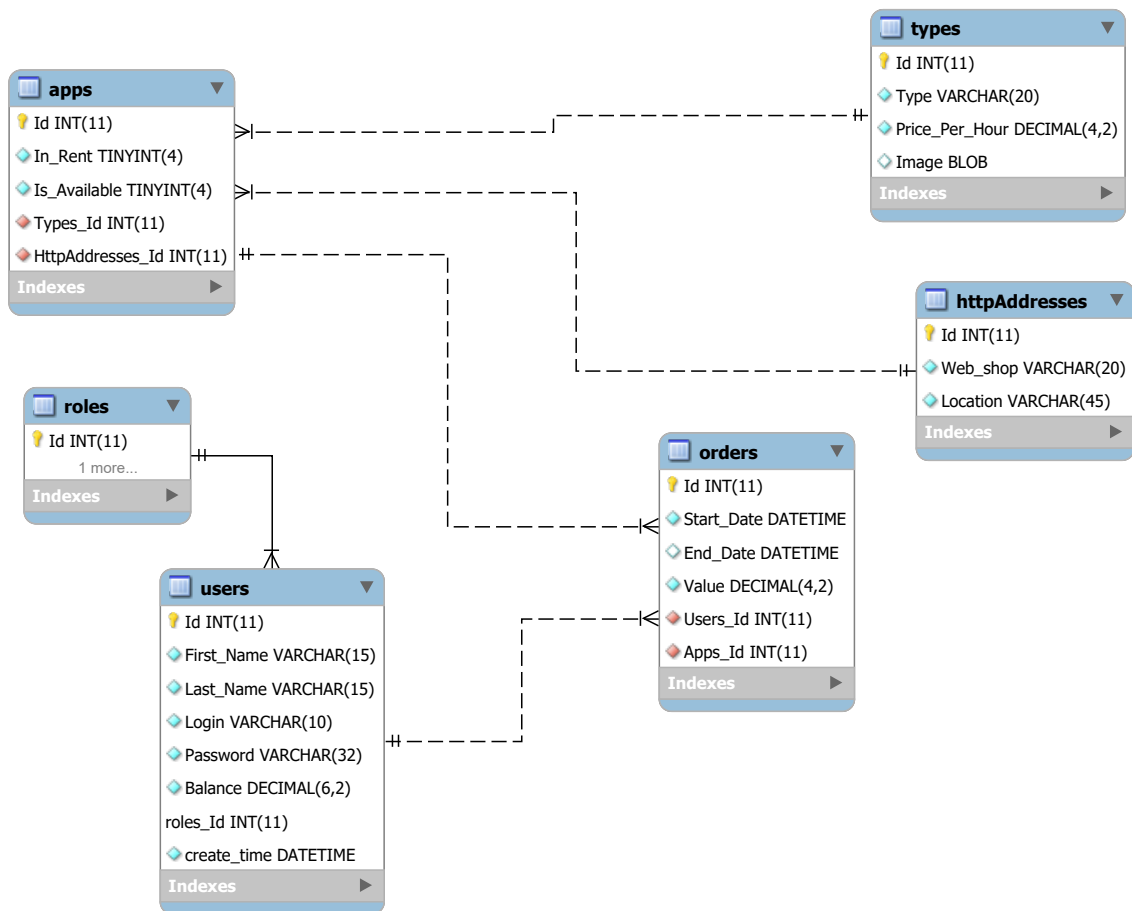 types
Id INT(11)
Type VARCHAR(20)
Price_Per_Hour DECIMAL(4,2)
Image BLOB
Indexes
apps
Id INT(11)
In_Rent TINYINT(4)
Is_Available TINYINT(4)
Types_Id INT(11)
HttpAddresses_Id INT(11)
Indexes
httpAddresses
Id INT(11)
Web_shop VARCHAR(20)
Location VARCHAR(45)
Indexes
roles
Id INT(11)
1 more...
Indexes
orders
Id INT(11)
Start_Date DATETIME
End_Date DATETIME
Value DECIMAL(4,2)
Users_Id INT(11)
Apps_Id INT(11)
Indexes
users
Id INT(11)
First_Name VARCHAR(15)
Last_Name VARCHAR(15)
Login VARCHAR(10)
Password VARCHAR(32)
Balance DECIMAL(6,2)
roles_Id INT(11)
create_time DATETIME
Indexes